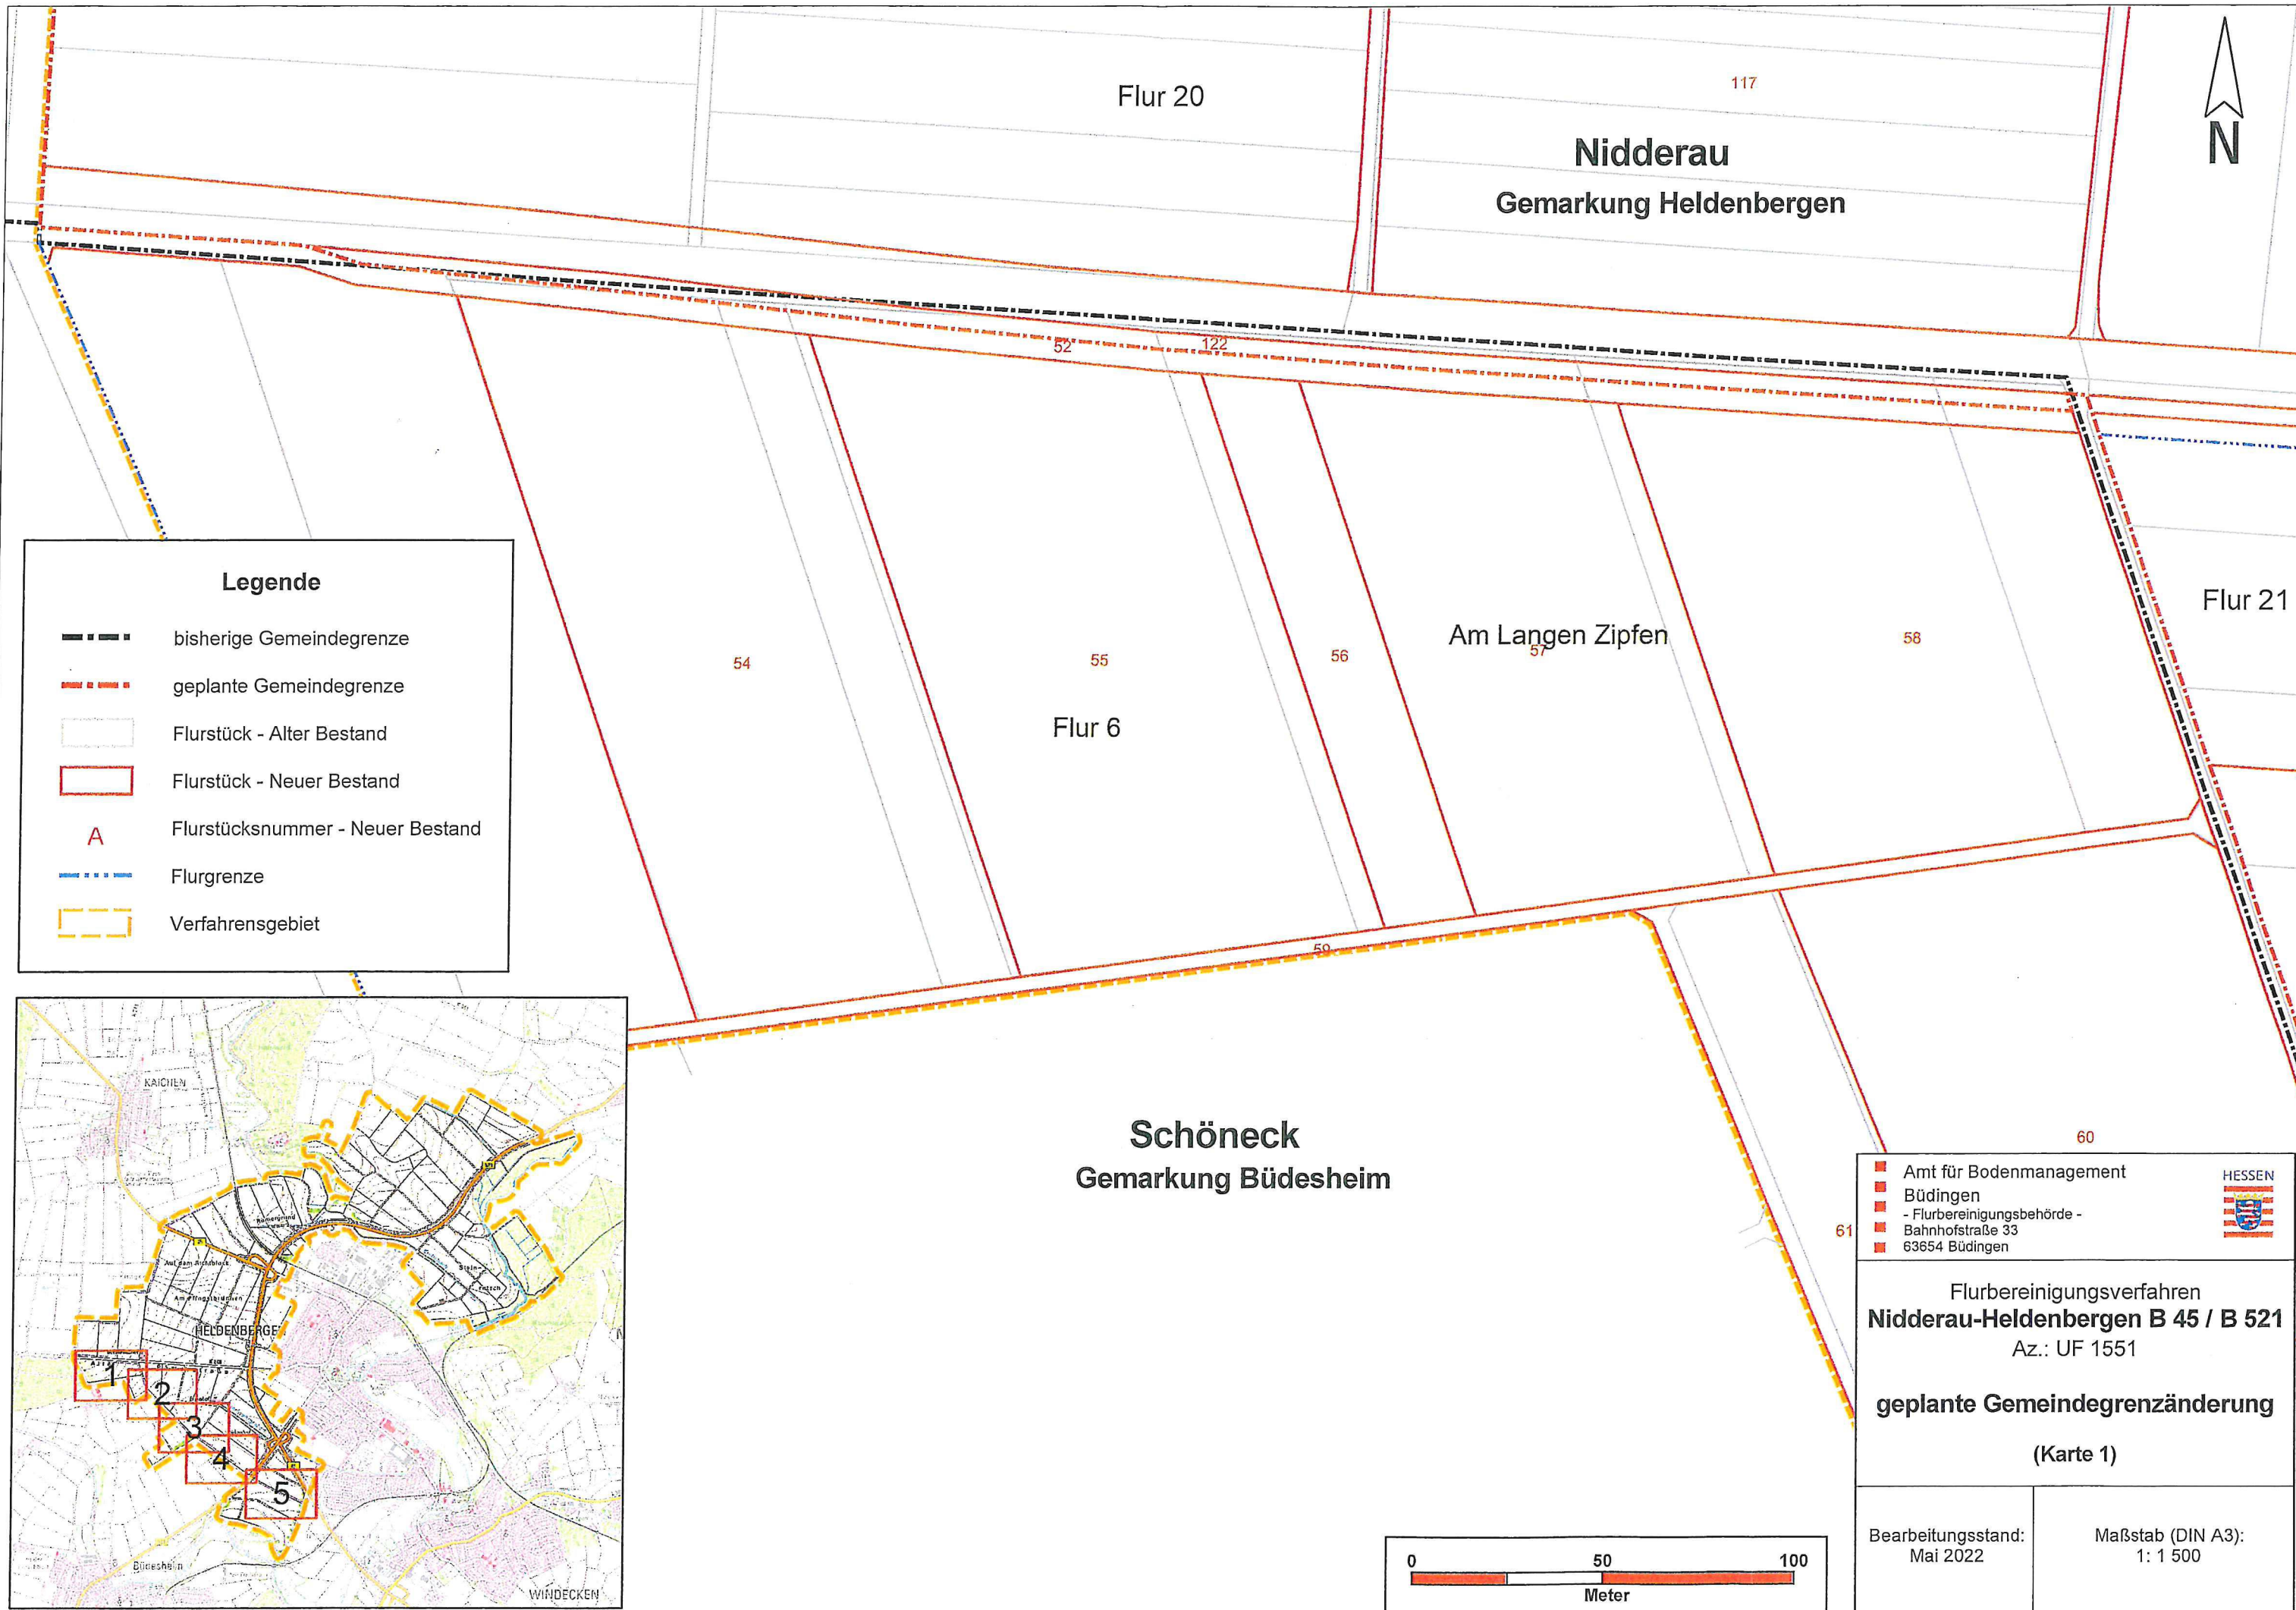 Flur 20
117
Nidderau
Gemarkung Heldenbergen
N
52
122
Flur 21
Am Langen Zipfen
54
55
56
57
58
Flur 6
59
Schöneck
Gemarkung Büdesheim
60
61
Legende
bisherige Gemeindegrenze
geplante Gemeindegrenze
Flurstück - Alter Bestand
Flurstück - Neuer Bestand
A
Flurstücksnummer - Neuer Bestand
Flurgrenze
Verfahrensgebiet
KAICHEN
HELDENBERGE
1
2
3
4
5
Büdesheim
WINDECKEN
0
50
100
Meter
Amt für Bodenmanagement
Büdingen
- Flurbereinigungsbehörde -
Bahnhofstraße 33
63654 Büdingen
HESSEN
Flurbereinigungsverfahren
Nidderau-Heldenbergen B 45 / B 521
Az.: UF 1551
geplante Gemeindegrenzänderung
(Karte 1)
Bearbeitungsstand:
Mai 2022
Maßstab (DIN A3):
1: 1 500